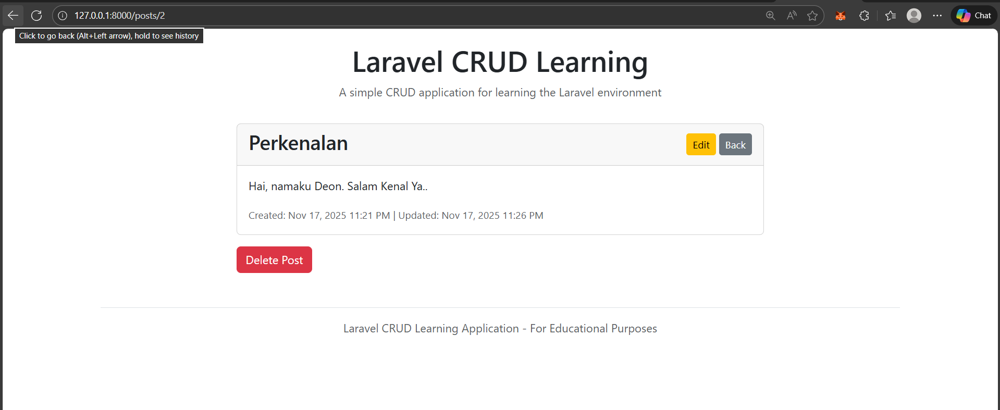 127.0.0.1:8000/posts/2
Chat
Click to go back (Alt+Left arrow), hold to see history
Laravel CRUD Learning
A simple CRUD application for learning the Laravel environment
Perkenalan
Edit
Back
Hai, namaku Deon. Salam Kenal Ya..
Created: Nov 17, 2025 11:21 PM | Updated: Nov 17, 2025 11:26 PM
Delete Post
Laravel CRUD Learning Application - For Educational Purposes